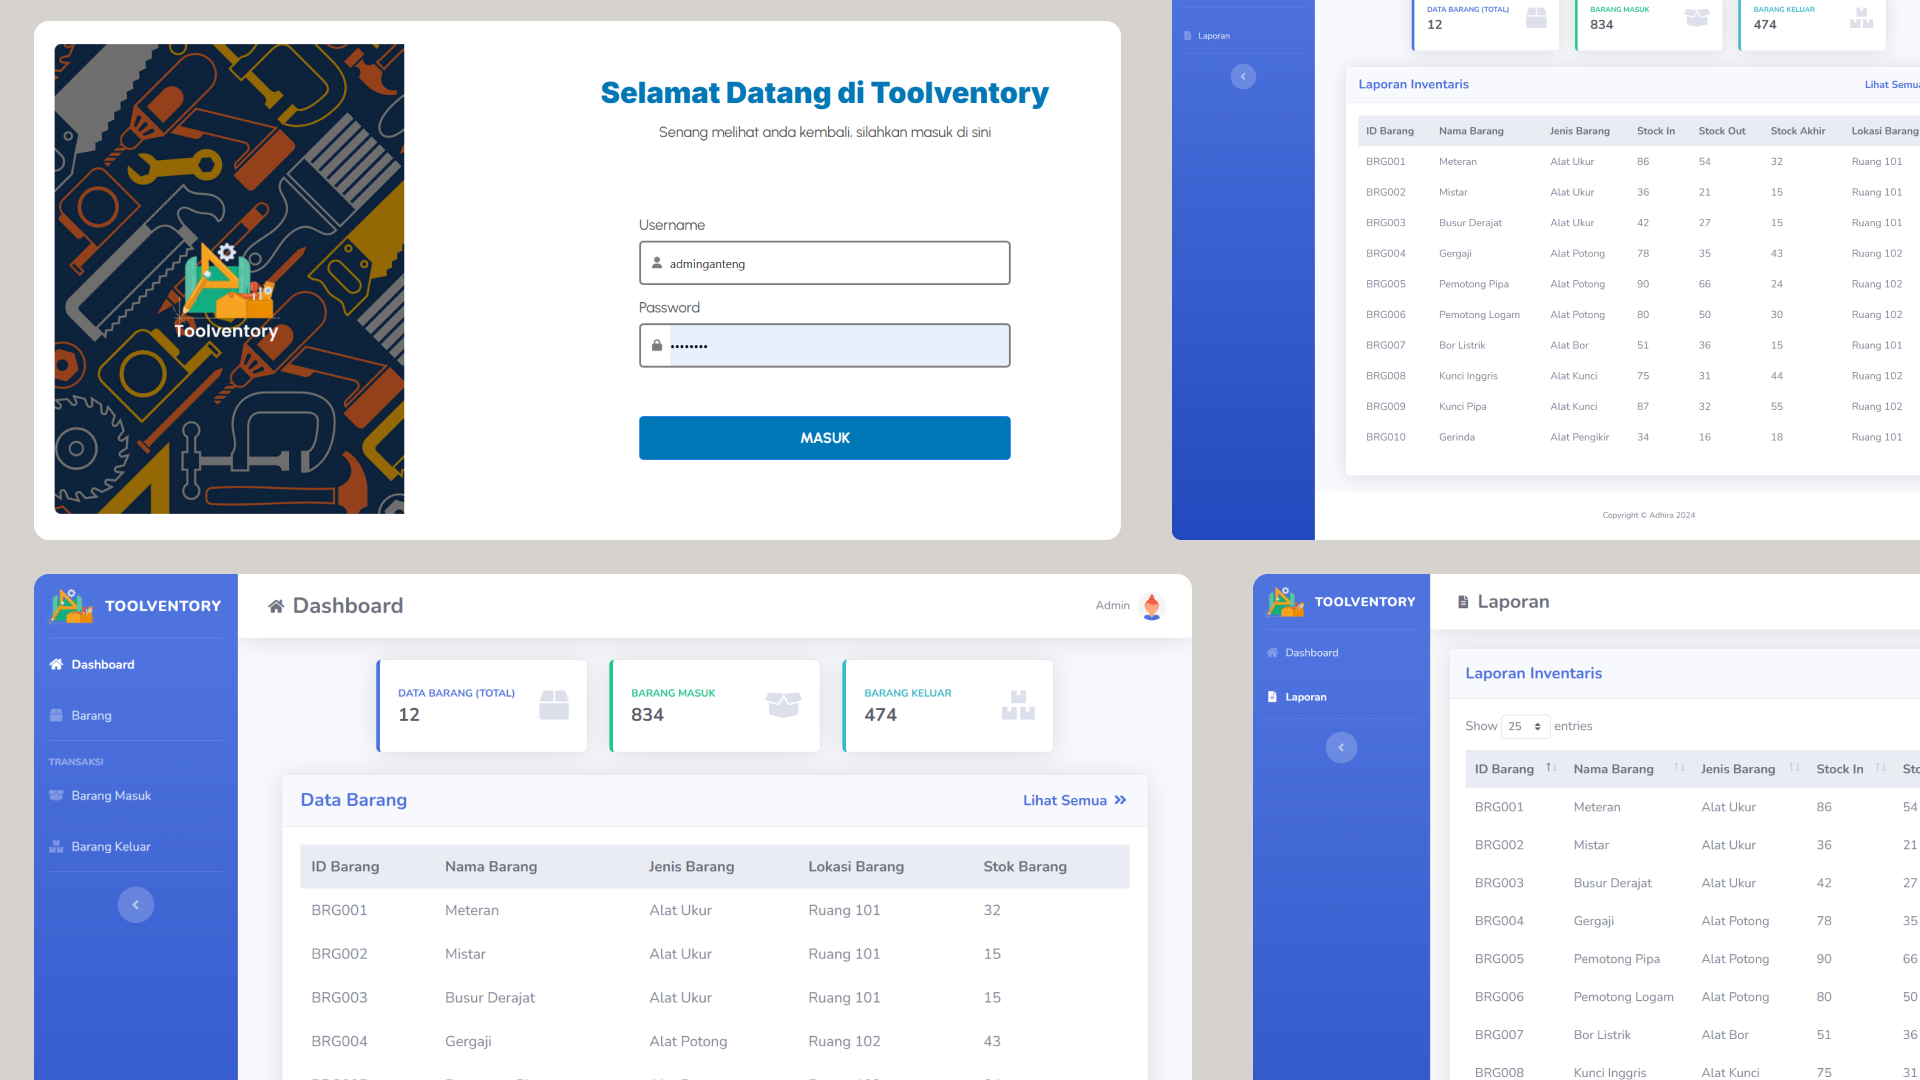 Selamat Datang di Toolventory
Senang melihat anda kembali, silahkan masuk di sini
Toolventory
Username
adminganteng
Password
••••••••
MASUK
Laporan
DATA BARANG (TOTAL)
12
BARANG MASUK
834
BARANG KELUAR
474
Laporan Inventaris Lihat Semua
ID Barang Nama Barang Jenis Barang Stock In Stock Out Stock Akhir Lokasi Barang
BRG001 Meteran Alat Ukur 86 54 32 Ruang 101
BRG002 Mistar Alat Ukur 36 21 15 Ruang 101
BRG003 Busur Derajat Alat Ukur 42 27 15 Ruang 101
BRG004 Gergaji Alat Potong 78 35 43 Ruang 102
BRG005 Pemotong Pipa Alat Potong 90 66 24 Ruang 102
BRG006 Pemotong Logam Alat Potong 80 50 30 Ruang 102
BRG007 Bor Listrik Alat Bor 51 36 15 Ruang 101
BRG008 Kunci Inggris Alat Kunci 75 31 44 Ruang 102
BRG009 Kunci Pipa Alat Kunci 87 32 55 Ruang 102
BRG010 Gerinda Alat Pengikir 34 16 18 Ruang 101
Copyright © Adhira 2024
TOOLVENTORY
Dashboard
Barang
TRANSAKSI
Barang Masuk
Barang Keluar
Dashboard
Admin
DATA BARANG (TOTAL)
12
BARANG MASUK
834
BARANG KELUAR
474
Data Barang Lihat Semua
ID Barang Nama Barang Jenis Barang Lokasi Barang Stok Barang
BRG001 Meteran Alat Ukur Ruang 101 32
BRG002 Mistar Alat Ukur Ruang 101 15
BRG003 Busur Derajat Alat Ukur Ruang 101 15
BRG004 Gergaji Alat Potong Ruang 102 43
TOOLVENTORY
Dashboard
Laporan
Laporan
Laporan Inventaris
Show 25 entries
ID Barang Nama Barang Jenis Barang Stock In
BRG001 Meteran Alat Ukur 86 54
BRG002 Mistar Alat Ukur 36 21
BRG003 Busur Derajat Alat Ukur 42 27
BRG004 Gergaji Alat Potong 78 35
BRG005 Pemotong Pipa Alat Potong 90 66
BRG006 Pemotong Logam Alat Potong 80 50
BRG007 Bor Listrik Alat Bor 51 36
BRG008 Kunci Inggris Alat Kunci 75 31